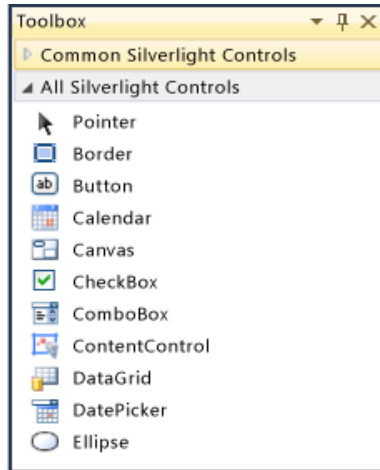 Toolbox
Common Silverlight Controls
All Silverlight Controls
Pointer
Border
ab Button
Calendar
Canvas
CheckBox
ComboBox
ContentControl
DataGrid
DatePicker
Ellipse